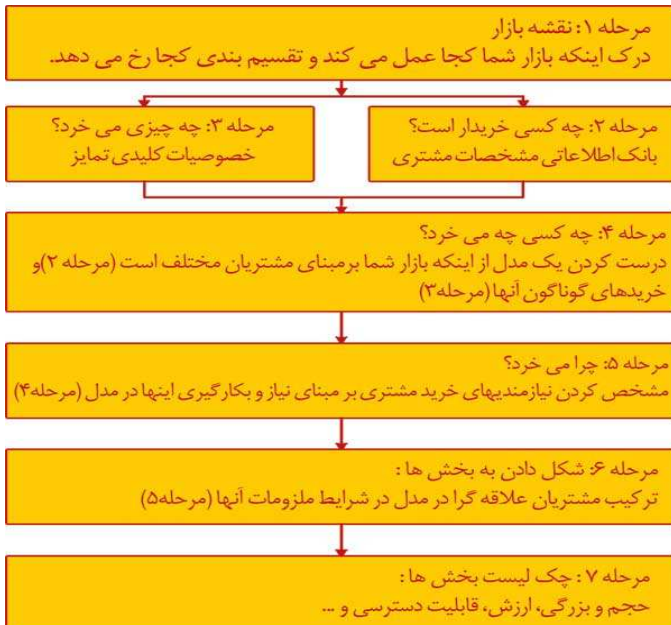 مرحله ۱: نقشه بازار
درک اینکه بازار شما کجا عمل می کند و تقسیم بندی کجا رخ می دهد.
مرحله ۲: چه کسی خریدار است؟
بانک اطلاعاتی مشخصات مشتری
مرحله ۳: چه چیزی می خرد؟
خصوصیات کلیدی تمایز
مرحله ۴: چه کسی چه می خرد؟
درست کردن یک مدل از اینکه بازار شما برمبنای مشتریان مختلف است (مرحله ۲)و
خریدهای گوناگون آنها (مرحله۳)
مرحله ۵: چرا می خرد؟
مشخص کردن نیازمندیهای خرید مشتری بر مبنای نیاز و بکارگیری اینها در مدل (مرحله۴)
مرحله ۶: شکل دادن به بخش ها :
ترکیب مشتریان علاقه گرا در مدل در شرایط ملزومات آنها (مرحله۵)
مرحله ۷ : چک لیست بخش ها :
حجم و بزرگی، ارزش، قابلیت دسترسی و ...